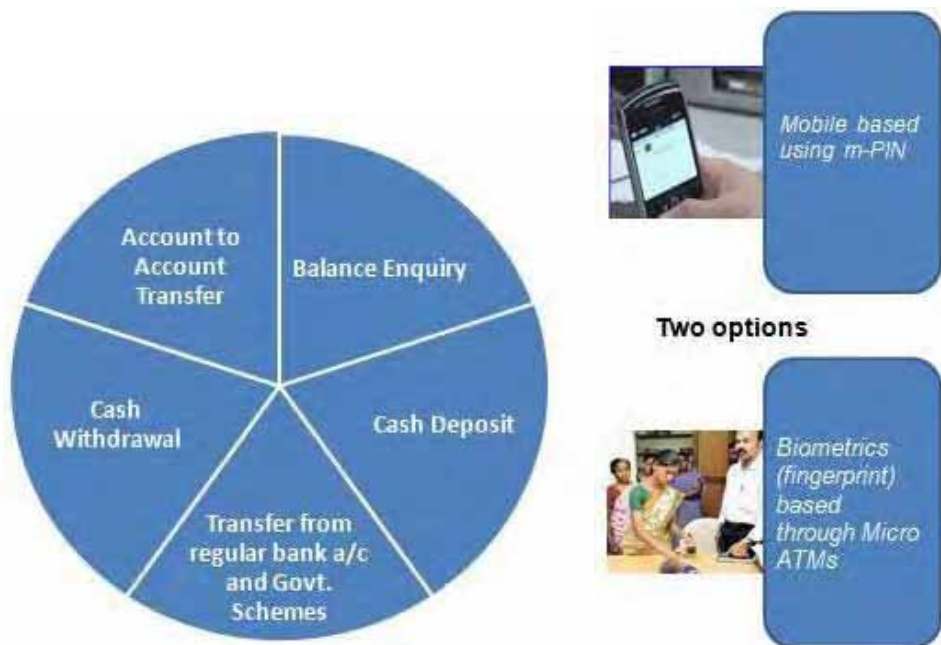 Account to
Account
Transfer
Balance Enquiry
Cash
Withdrawal
Cash Deposit
Transfer from
regular bank a/c
and Govt.
Schemes
Mobile based
using m-PIN
Two options
Biometrics
(fingerprint)
based
through Micro
ATMs